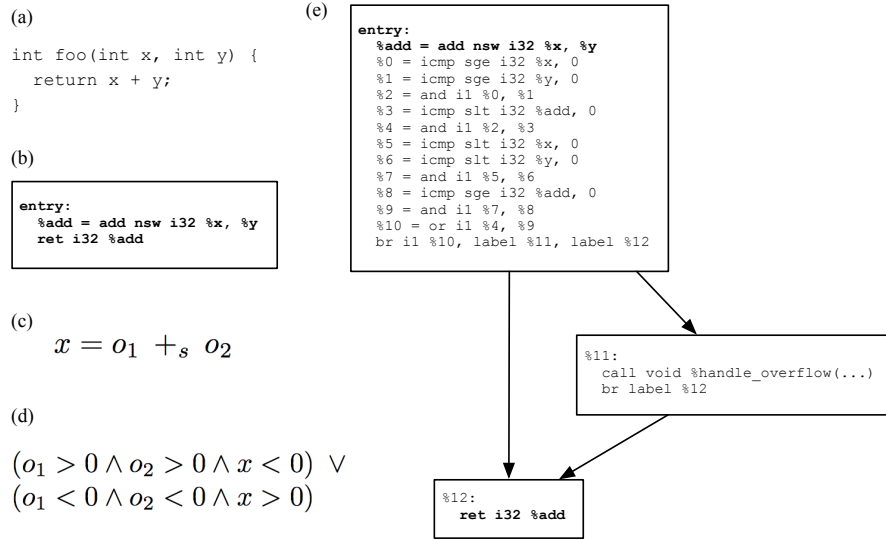 (a)
int foo(int x, int y) {
  return x + y;
}
(b)
entry:
  %add = add nsw i32 %x, %y
  ret i32 %add
(c)
x = o₁ +ₛ o₂
(d)
(o₁ > 0 ∧ o₂ > 0 ∧ x < 0) ∨
(o₁ < 0 ∧ o₂ < 0 ∧ x > 0)
(e)
entry:
  %add = add nsw i32 %x, %y
  %0 = icmp sge i32 %x, 0
  %1 = icmp sge i32 %y, 0
  %2 = and i1 %0, %1
  %3 = icmp slt i32 %add, 0
  %4 = and i1 %2, %3
  %5 = icmp slt i32 %x, 0
  %6 = icmp slt i32 %y, 0
  %7 = and i1 %5, %6
  %8 = icmp sge i32 %add, 0
  %9 = and i1 %7, %8
  %10 = or i1 %4, %9
  br i1 %10, label %11, label %12
%11:
  call void %handle_overflow(...)
  br label %12
%12:
  ret i32 %add